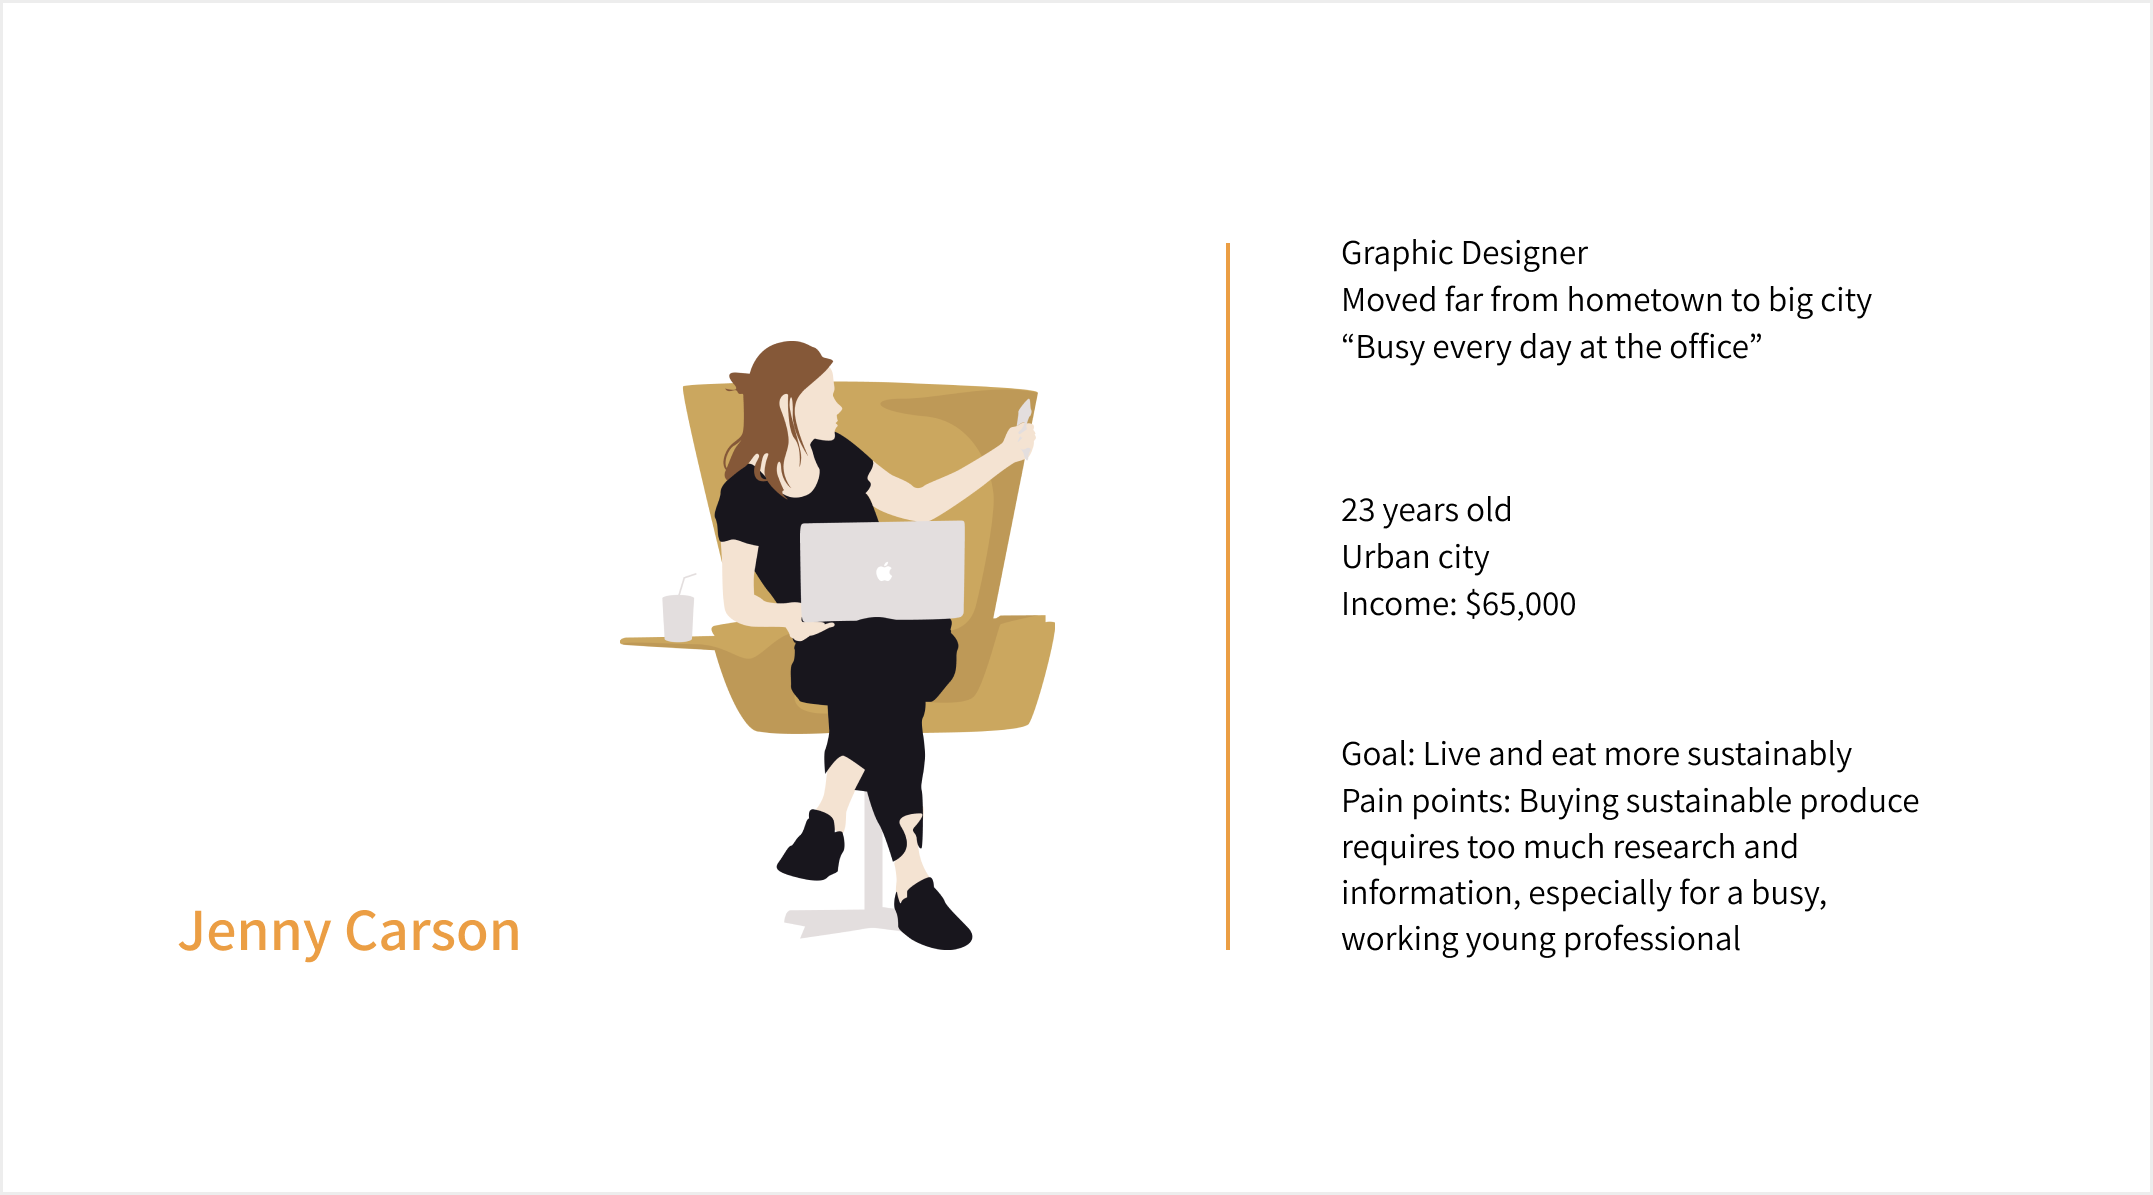 Jenny Carson
Graphic Designer
Moved far from hometown to big city
“Busy every day at the office”
23 years old
Urban city
Income: $65,000
Goal: Live and eat more sustainably
Pain points: Buying sustainable produce
requires too much research and
information, especially for a busy,
working young professional